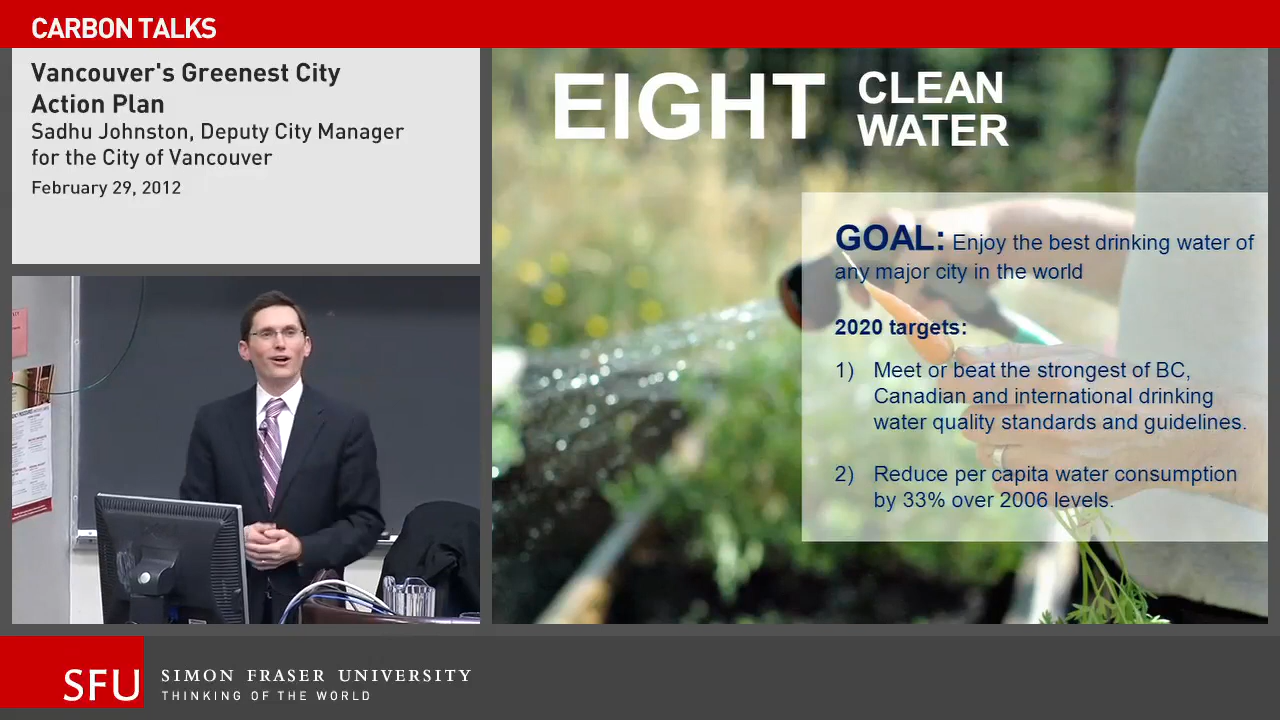 CARBON TALKS
Vancouver's Greenest City
Action Plan
Sadhu Johnston, Deputy City Manager
for the City of Vancouver
February 29, 2012
EIGHT CLEAN
WATER
GOAL: Enjoy the best drinking water of
any major city in the world
2020 targets:
1) Meet or beat the strongest of BC,
Canadian and international drinking
water quality standards and guidelines.
2) Reduce per capita water consumption
by 33% over 2006 levels.
SFU SIMON FRASER UNIVERSITY
THINKING OF THE WORLD